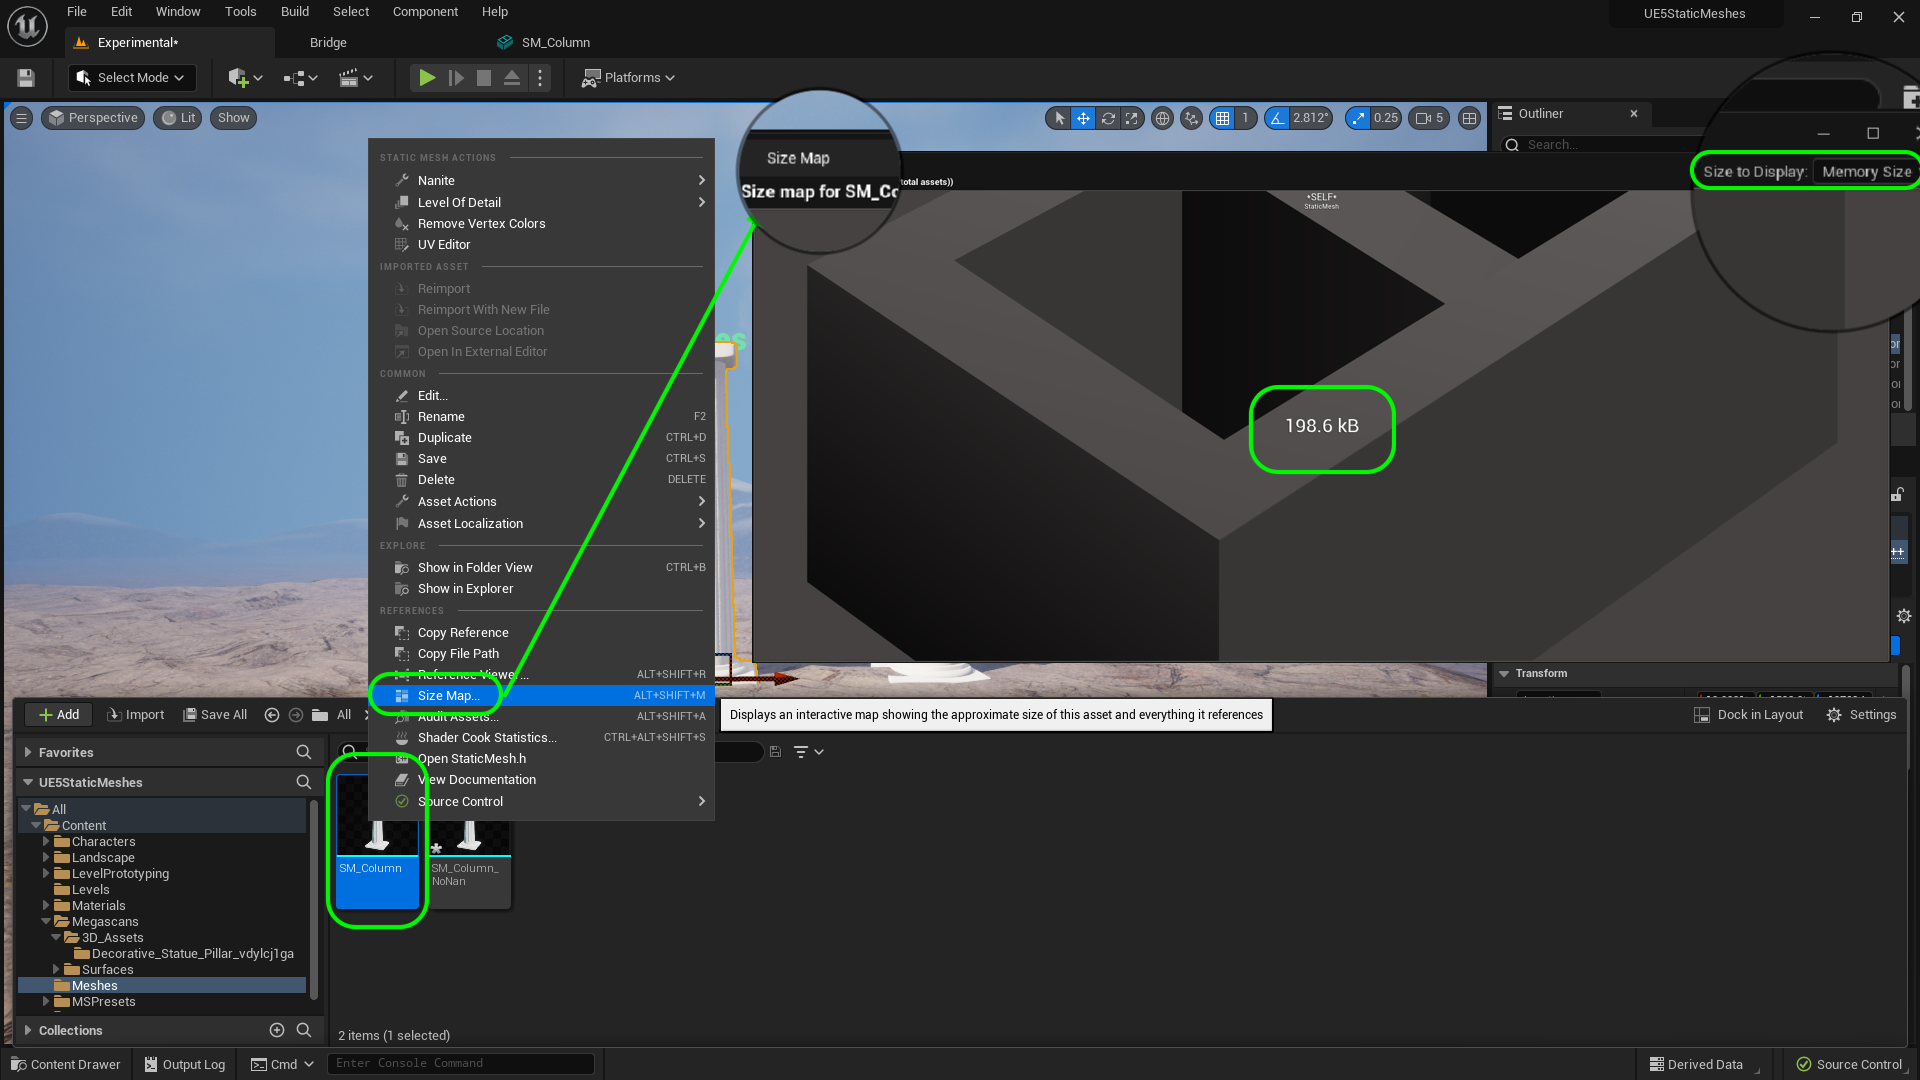 File Edit Window Tools Build Select Component Help
UE5StaticMeshes
Experimental*
Bridge
SM_Column
Select Mode
Platforms
Perspective
Lit
Show
1
2.812°
0.25
5
Outliner
Search...
Size Map
Size map for SM_Co
total assets))
Size to Display: Memory Size
*SELF*
StaticMesh
198.6 kB
STATIC MESH ACTIONS
Nanite
Level Of Detail
Remove Vertex Colors
UV Editor
IMPORTED ASSET
Reimport
Reimport With New File
Open Source Location
Open In External Editor
COMMON
Edit...
Rename F2
Duplicate CTRL+D
Save CTRL+S
Delete DELETE
Asset Actions
Asset Localization
EXPLORE
Show in Folder View CTRL+B
Show in Explorer
REFERENCES
Copy Reference
Copy File Path
Reference Viewer... ALT+SHIFT+R
Size Map... ALT+SHIFT+M
Audit Assets... ALT+SHIFT+A
Shader Cook Statistics... CTRL+ALT+SHIFT+S
Open StaticMesh.h
View Documentation
Source Control
Displays an interactive map showing the approximate size of this asset and everything it references
Transform
Add
Import
Save All
All
Dock in Layout
Settings
Favorites
UE5StaticMeshes
All
Content
Characters
Landscape
LevelPrototyping
Levels
Materials
Megascans
3D_Assets
Decorative_Statue_Pillar_vdylcj1ga
Surfaces
Meshes
MSPresets
Collections
SM_Column
SM_Column_
NoNan
2 items (1 selected)
Content Drawer
Output Log
Cmd
Enter Console Command
Derived Data
Source Control